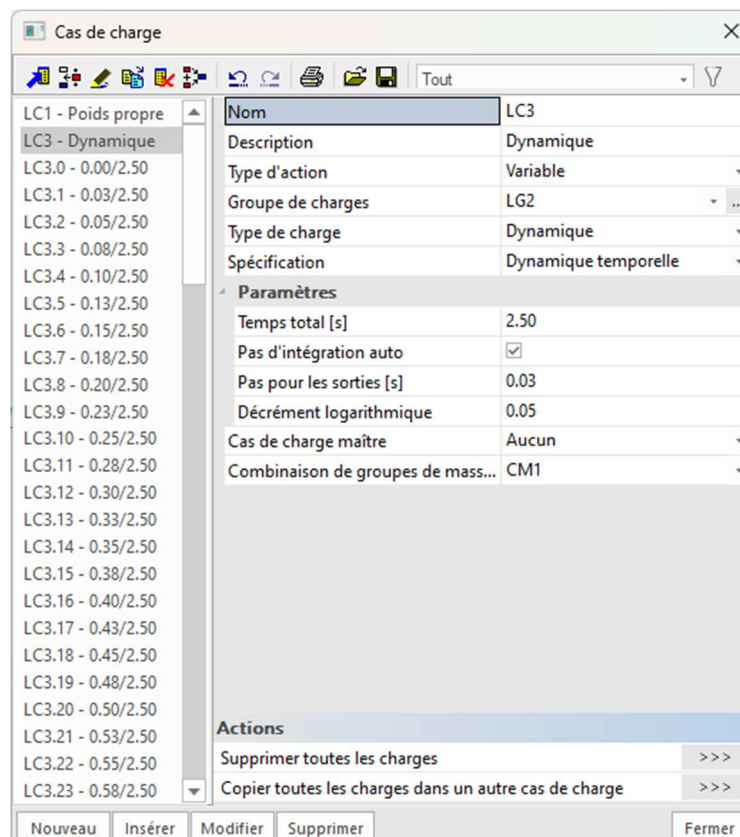 Cas de charge
Tout
LC1 - Poids propre
LC3 - Dynamique
LC3.0 - 0.00/2.50
LC3.1 - 0.03/2.50
LC3.2 - 0.05/2.50
LC3.3 - 0.08/2.50
LC3.4 - 0.10/2.50
LC3.5 - 0.13/2.50
LC3.6 - 0.15/2.50
LC3.7 - 0.18/2.50
LC3.8 - 0.20/2.50
LC3.9 - 0.23/2.50
LC3.10 - 0.25/2.50
LC3.11 - 0.28/2.50
LC3.12 - 0.30/2.50
LC3.13 - 0.33/2.50
LC3.14 - 0.35/2.50
LC3.15 - 0.38/2.50
LC3.16 - 0.40/2.50
LC3.17 - 0.43/2.50
LC3.18 - 0.45/2.50
LC3.19 - 0.48/2.50
LC3.20 - 0.50/2.50
LC3.21 - 0.53/2.50
LC3.22 - 0.55/2.50
LC3.23 - 0.58/2.50
Nom LC3
Description Dynamique
Type d'action Variable
Groupe de charges LG2 ..
Type de charge Dynamique
Spécification Dynamique temporelle
Paramètres
Temps total [s] 2.50
Pas d'intégration auto
Pas pour les sorties [s] 0.03
Décrément logarithmique 0.05
Cas de charge maître Aucun
Combinaison de groupes de mass... CM1
Actions
Supprimer toutes les charges >>>
Copier toutes les charges dans un autre cas de charge >>>
Nouveau Insérer Modifier Supprimer Fermer